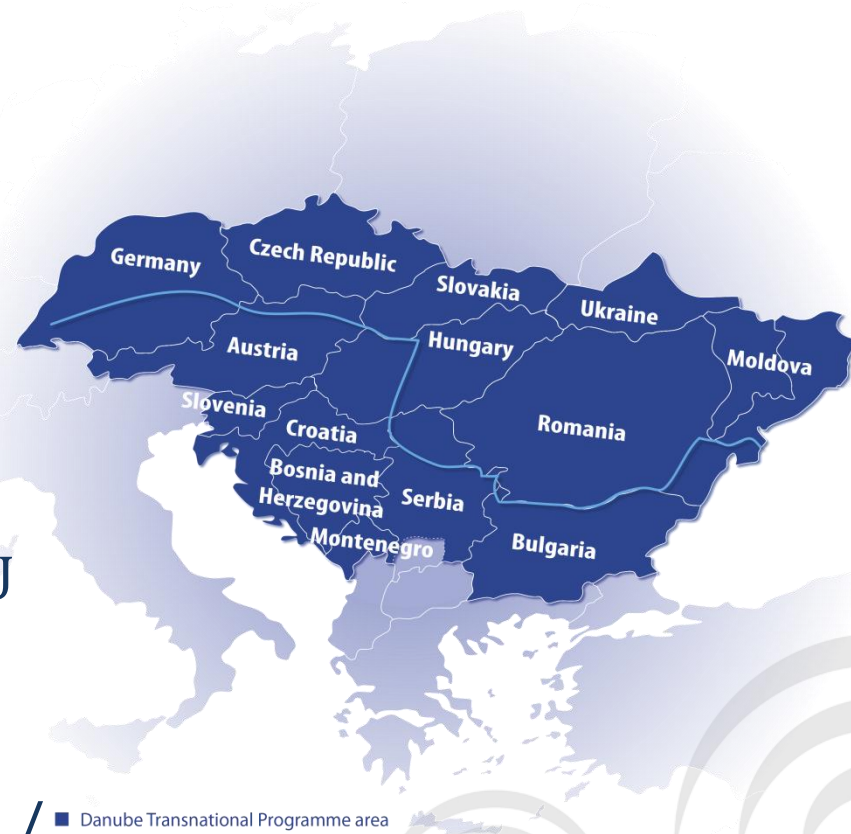 Germany
Czech Republic
Slovakia
Ukraine
Austria
Hungary
Moldova
Slovenia
Croatia
Romania
Bosnia and
Herzegovina
Serbia
Montenegro
Bulgaria
U
/
Danube Transnational Programme area